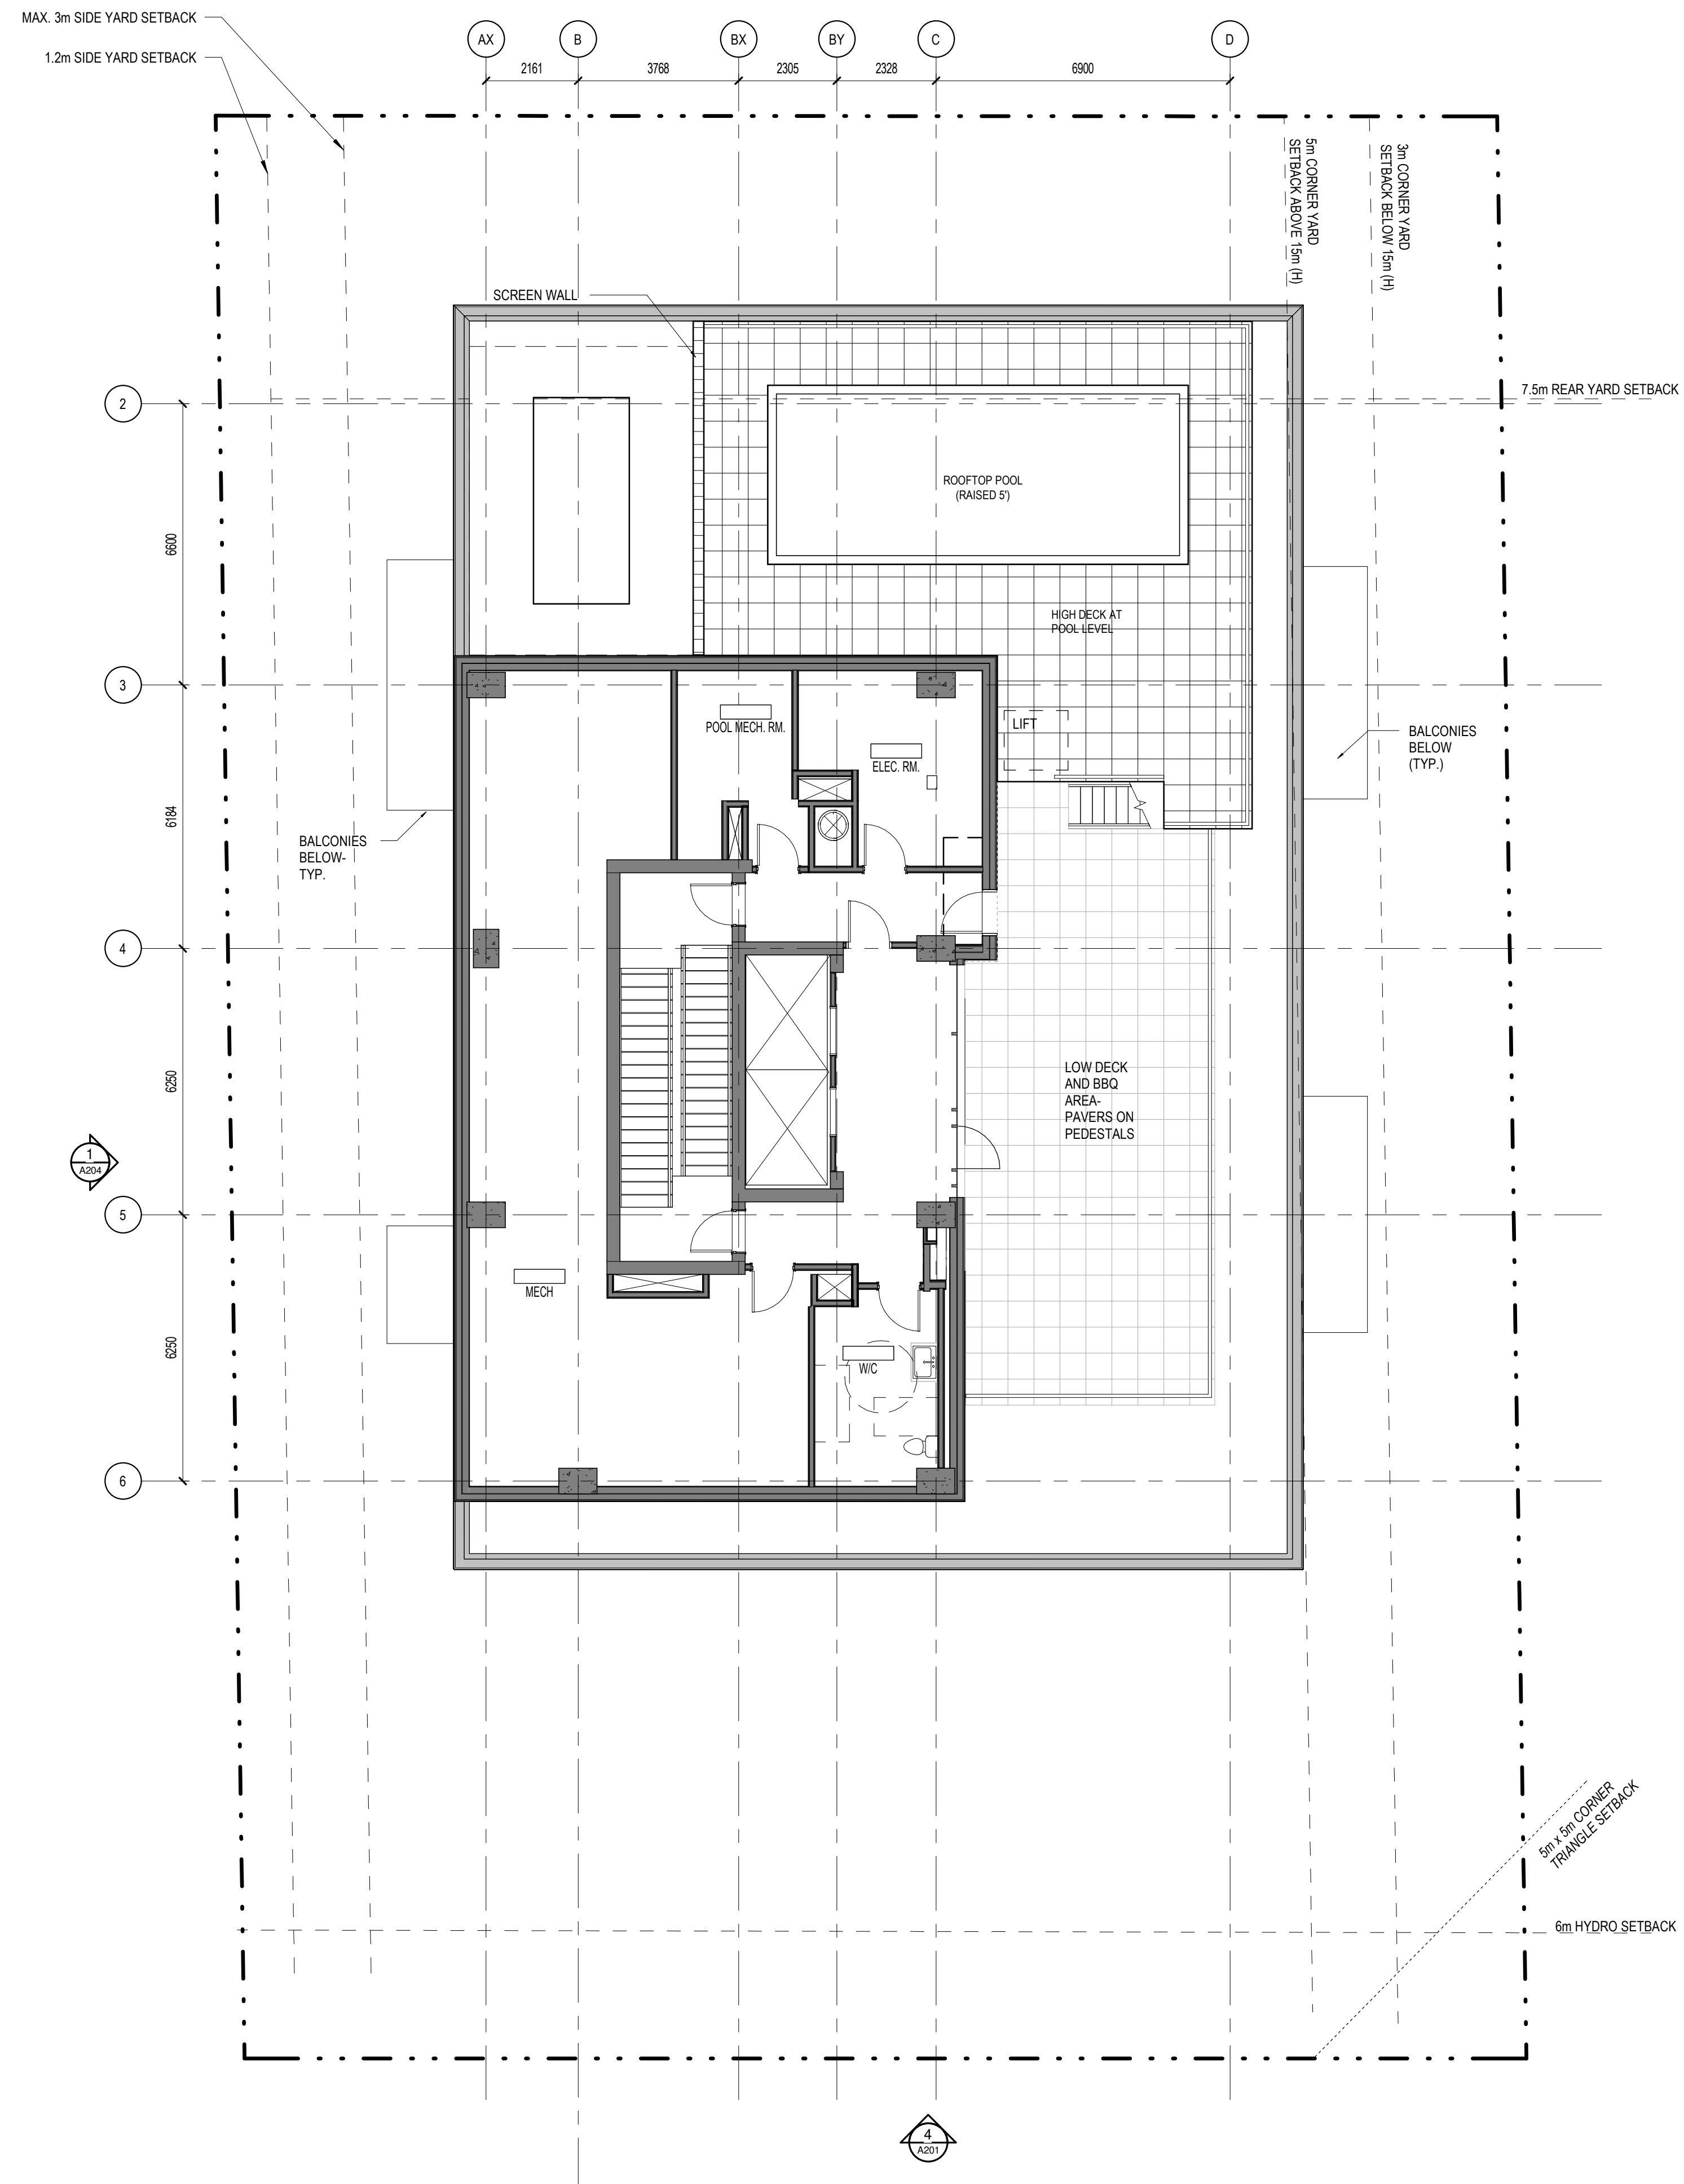 MAX. 3m SIDE YARD SETBACK
1.2m SIDE YARD SETBACK
AX
B
BX
BY
C
D
2161
3768
2305
2328
6900
5m CORNER YARD
SETBACK ABOVE 15m (H)
3m CORNER YARD
SETBACK BELOW 15m (H)
SCREEN WALL
2
7.5m REAR YARD SETBACK
ROOFTOP POOL
(RAISED 5')
6600
HIGH DECK AT
POOL LEVEL
3
LIFT
POOL MECH. RM.
ELEC. RM.
BALCONIES
BELOW
(TYP.)
6184
BALCONIES
BELOW-
TYP.
4
6250
LOW DECK
AND BBQ
AREA-
PAVERS ON
PEDESTALS
1
A204
5
MECH
6250
W/C
6
5m x 5m CORNER
TRIANGLE SETBACK
6m HYDRO SETBACK
4
A201